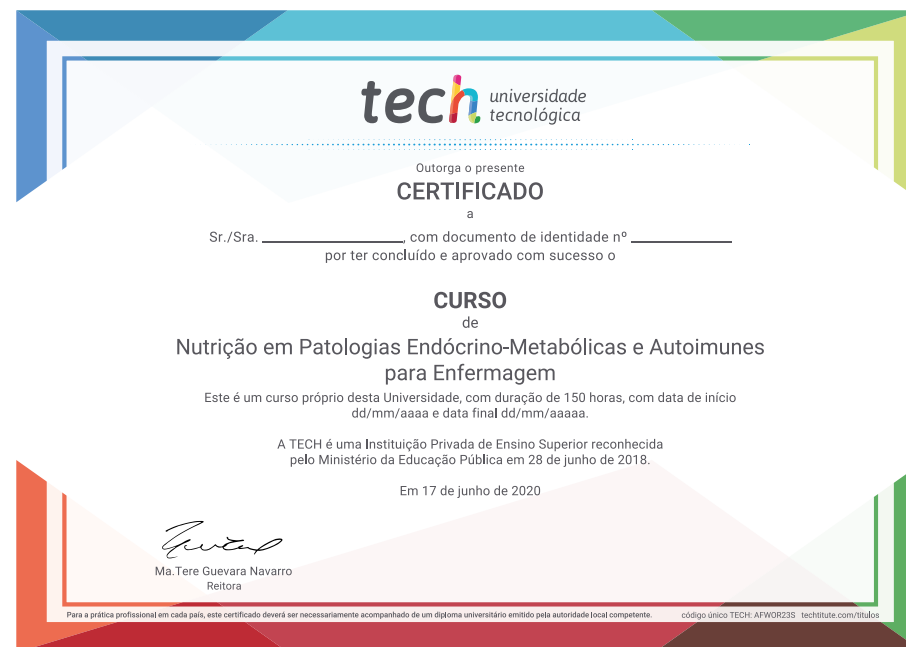 tech universidade
tecnológica
Outorga o presente
CERTIFICADO
a
Sr./Sra. ____________, com documento de identidade nº ____________
por ter concluído e aprovado com sucesso o
CURSO
de
Nutrição em Patologias Endócrino-Metabólicas e Autoimunes
para Enfermagem
Este é um curso próprio desta Universidade, com duração de 150 horas, com data de início
dd/mm/aaaa e data final dd/mm/aaaaa.
A TECH é uma Instituição Privada de Ensino Superior reconhecida
pelo Ministério da Educação Pública em 28 de junho de 2018.
Em 17 de junho de 2020
Ma.Tere Guevara Navarro
Reitora
Para a prática profissional em cada país, este certificado deverá ser necessariamente acompanhado de um diploma universitário emitido pela autoridade local competente. código único TECH: AFWOR23S techtitute.com/titulos